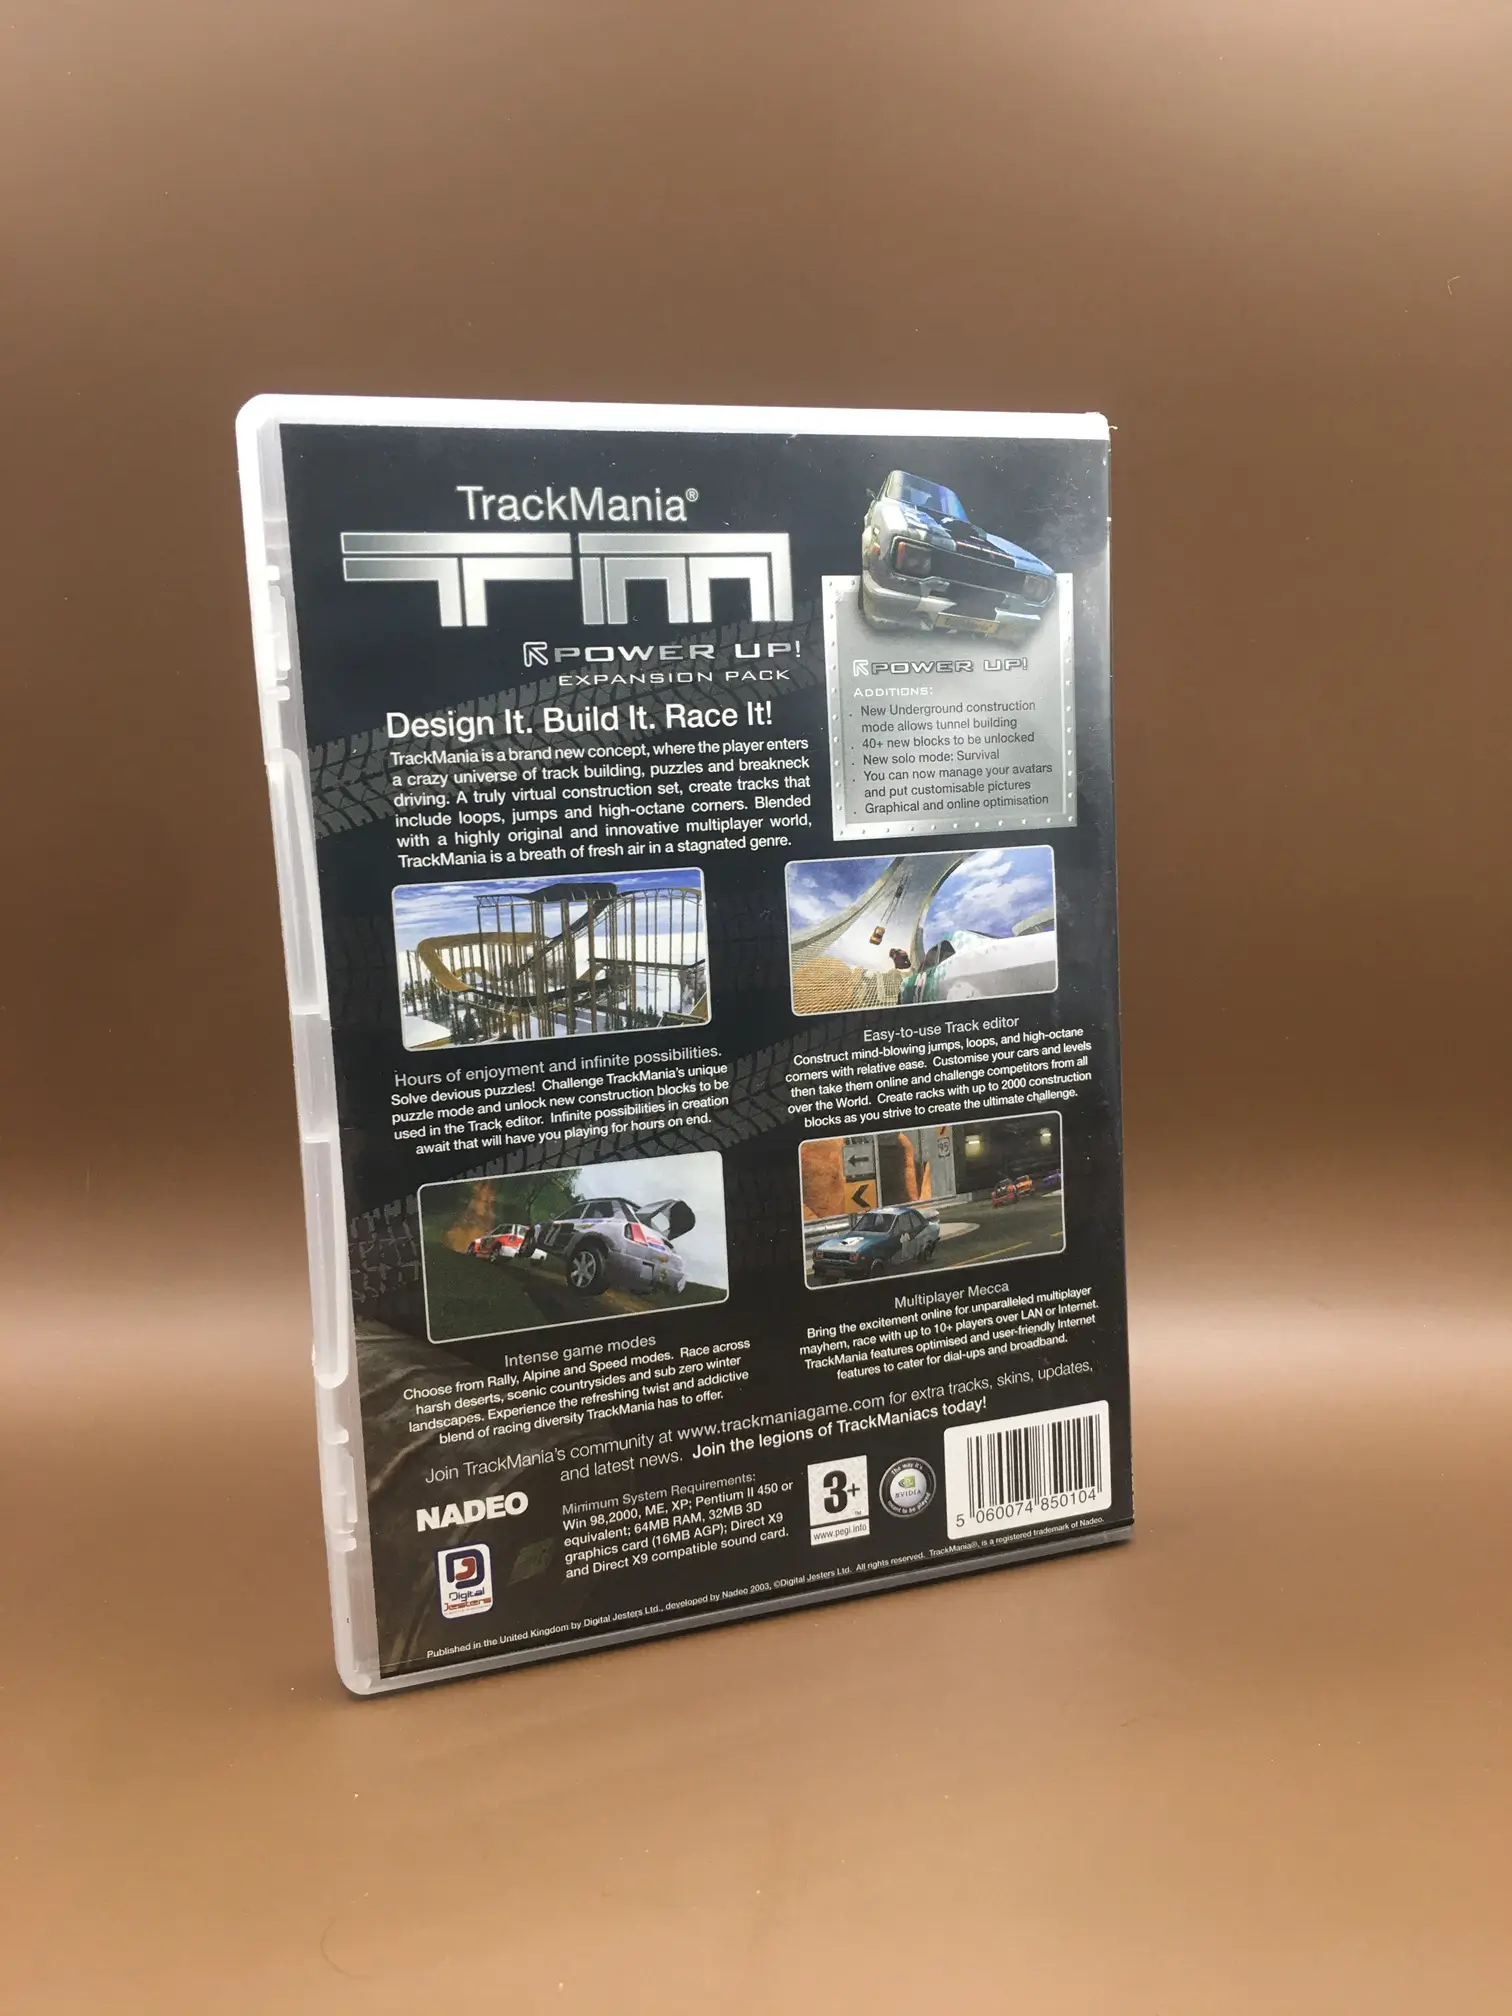 TrackMania®
TM
POWER UP!
EXPANSION PACK
Design It. Build It. Race It!
TrackMania is a brand new concept, where the player enters
a crazy universe of track building, puzzles and breakneck
driving. A truly virtual construction set, create tracks that
include loops, jumps and high-octane corners. Blended
with a highly original and innovative multiplayer world,
TrackMania is a breath of fresh air in a stagnated genre.
POWER UP!
ADDITIONS:
. New Underground construction
mode allows tunnel building
. 40+ new blocks to be unlocked
. New solo mode: Survival
. You can now manage your avatars
and put customisable pictures
. Graphical and online optimisation
Hours of enjoyment and infinite possibilities.
Solve devious puzzles! Challenge TrackMania's unique
puzzle mode and unlock new construction blocks to be
used in the Track editor. Infinite possibilities in creation
await that will have you playing for hours on end.
Easy-to-use Track editor
Construct mind-blowing jumps, loops, and high-octane
corners with relative ease. Customise your cars and levels
then take them online and challenge competitors from all
over the World. Create racks with up to 2000 construction
blocks as you strive to create the ultimate challenge.
Intense game modes
Choose from Rally, Alpine and Speed modes. Race across
harsh deserts, scenic countrysides and sub zero winter
landscapes. Experience the refreshing twist and addictive
blend of racing diversity TrackMania has to offer.
95
Multiplayer Mecca
Bring the excitement online for unparalleled multiplayer
mayhem, race with up to 10+ players over LAN or Internet.
TrackMania features optimised and user-friendly Internet
features to cater for dial-ups and broadband.
Join TrackMania's community at www.trackmaniagame.com for extra tracks, skins, updates,
and latest news. Join the legions of TrackManiacs today!
NADEO
Digital
Jesters
Minimum System Requirements:
Win 98,2000, ME, XP; Pentium II 450 or
equivalent; 64MB RAM, 32MB 3D
graphics card (16MB AGP); Direct X9
and Direct X9 compatible sound card.
3+
™
www.pegi.info
The way it's
NVIDIA
meant to be played
5 060074 850104
Published in the United Kingdom by Digital Jesters Ltd., developed by Nadeo 2003, ©Digital Jesters Ltd. All rights reserved. TrackMania®, is a registered trademark of Nadeo.